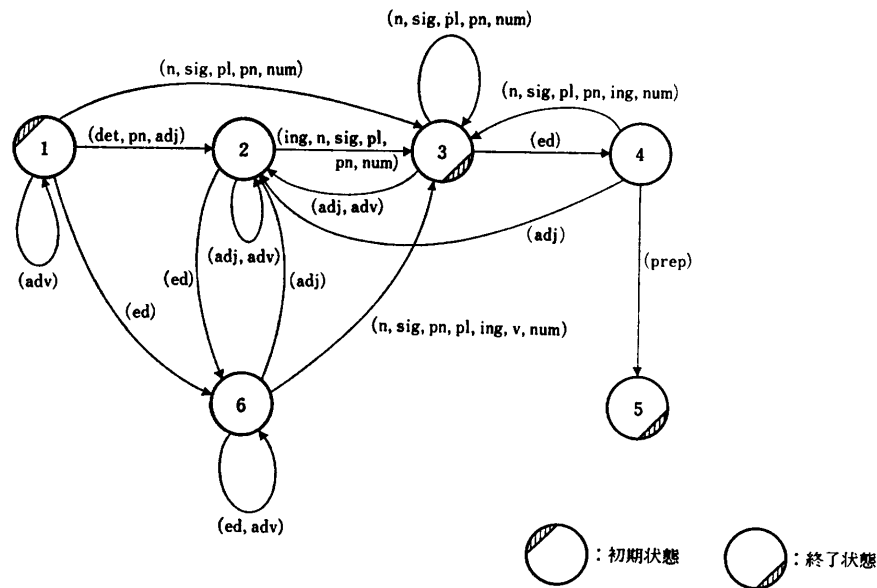 (n, sig, pl, pn, num)
(n, sig, pl, pn, num)
(n, sig, pl, pn, ing, num)
1
(det, pn, adj)
2
(ing, n, sig, pl,
pn, num)
3
(ed)
4
(adj, adv)
(adj)
(adv)
(ed)
(adj, adv)
(adj)
(prep)
(ed)
(n, sig, pn, pl, ing, v, num)
6
5
(ed, adv)
:初期状態
:終了状態